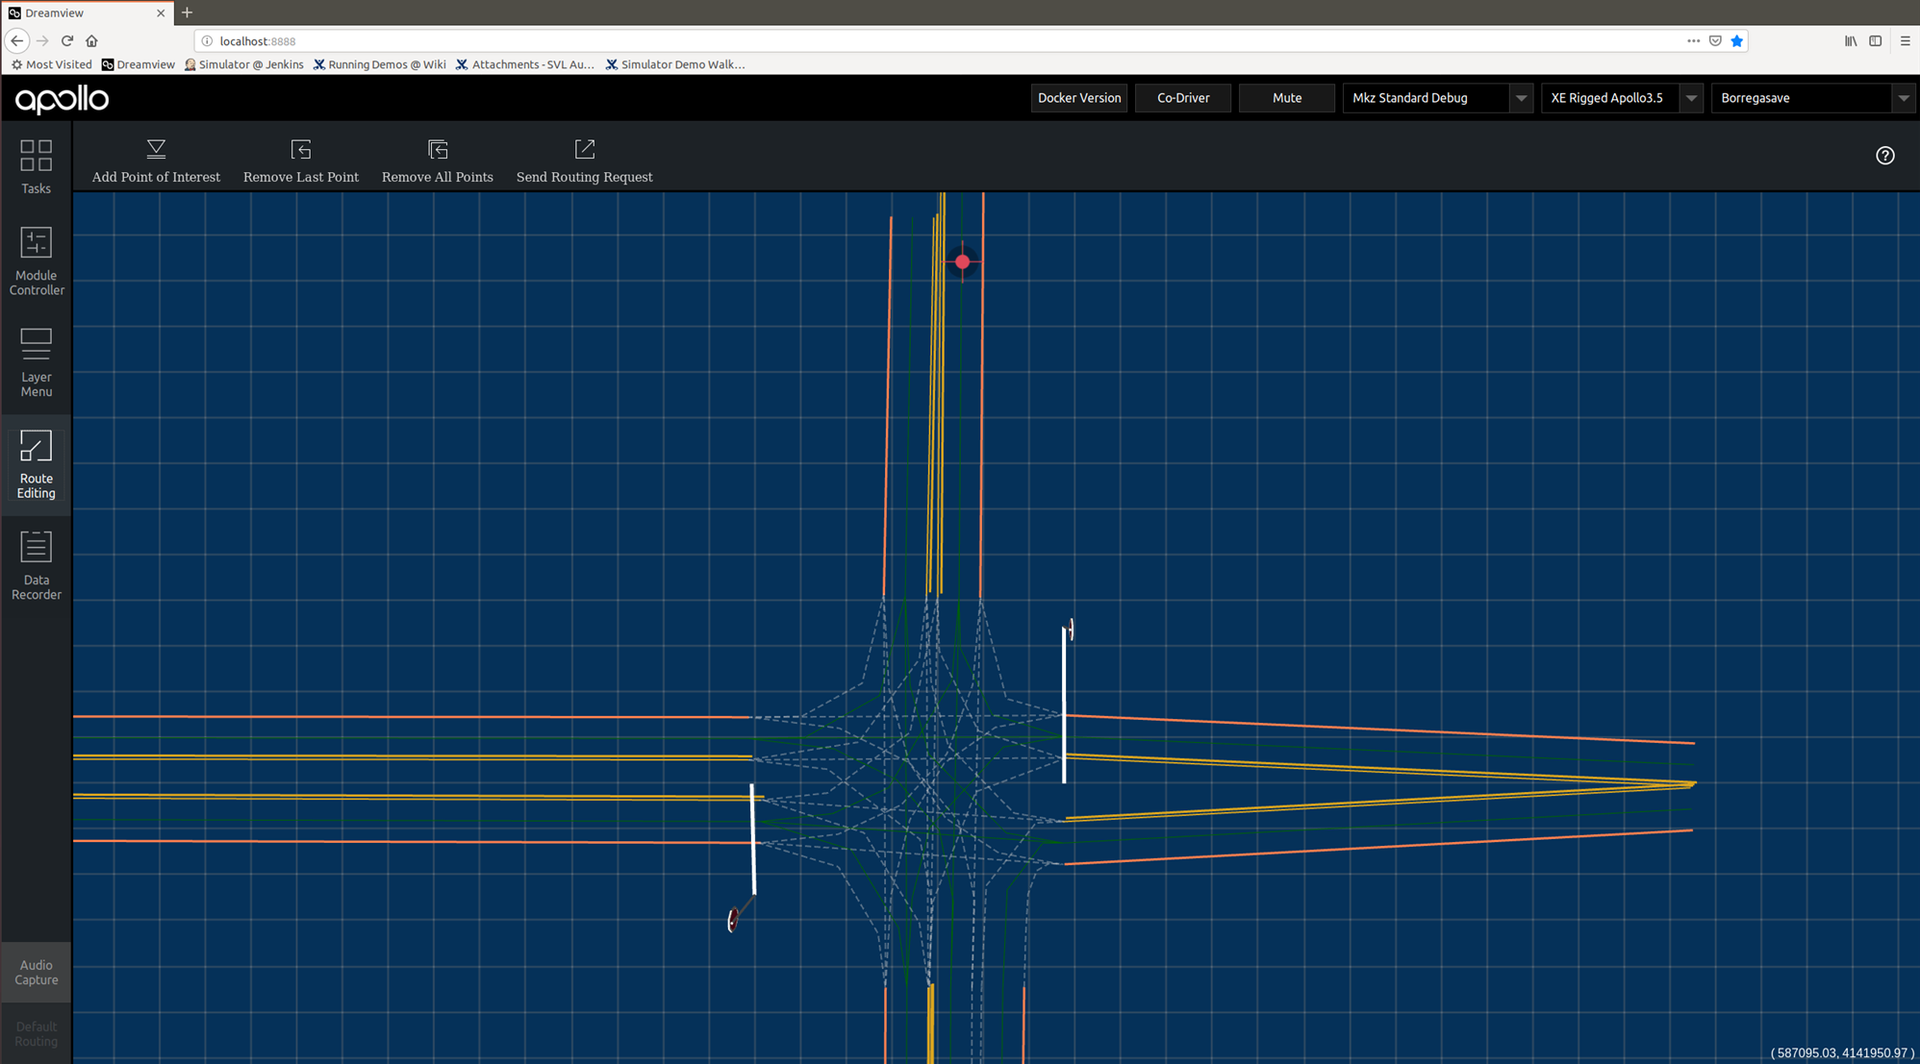 Dreamview
localhost:8888
Most Visited Dreamview Simulator @ Jenkins Running Demos @ Wiki Attachments - SVL Au... Simulator Demo Walk...
apollo
Docker Version Co-Driver Mute Mkz Standard Debug XE Rigged Apollo3.5 Borregasave
Add Point of Interest Remove Last Point Remove All Points Send Routing Request
Tasks
Module
Controller
Layer
Menu
Route
Editing
Data
Recorder
Audio
Capture
Default
Routing
( 587095.03, 4141950.97 )